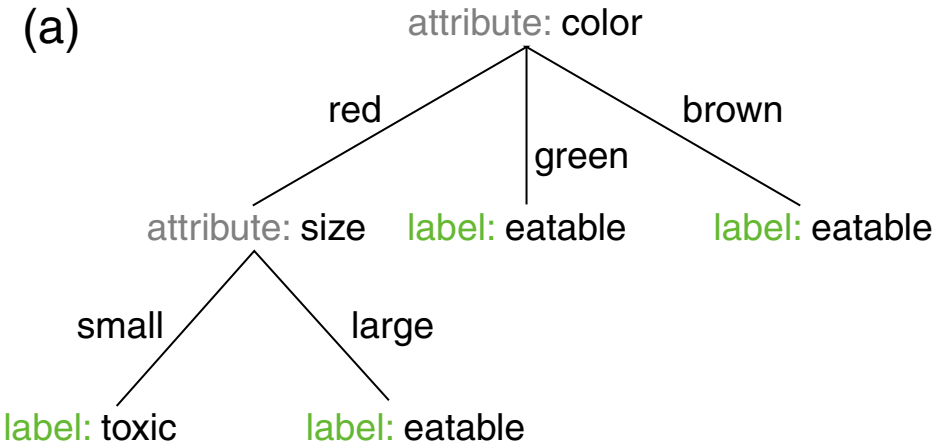 (a)
attribute: color
red
brown
green
attribute: size
label: eatable
label: eatable
small
large
label: toxic
label: eatable